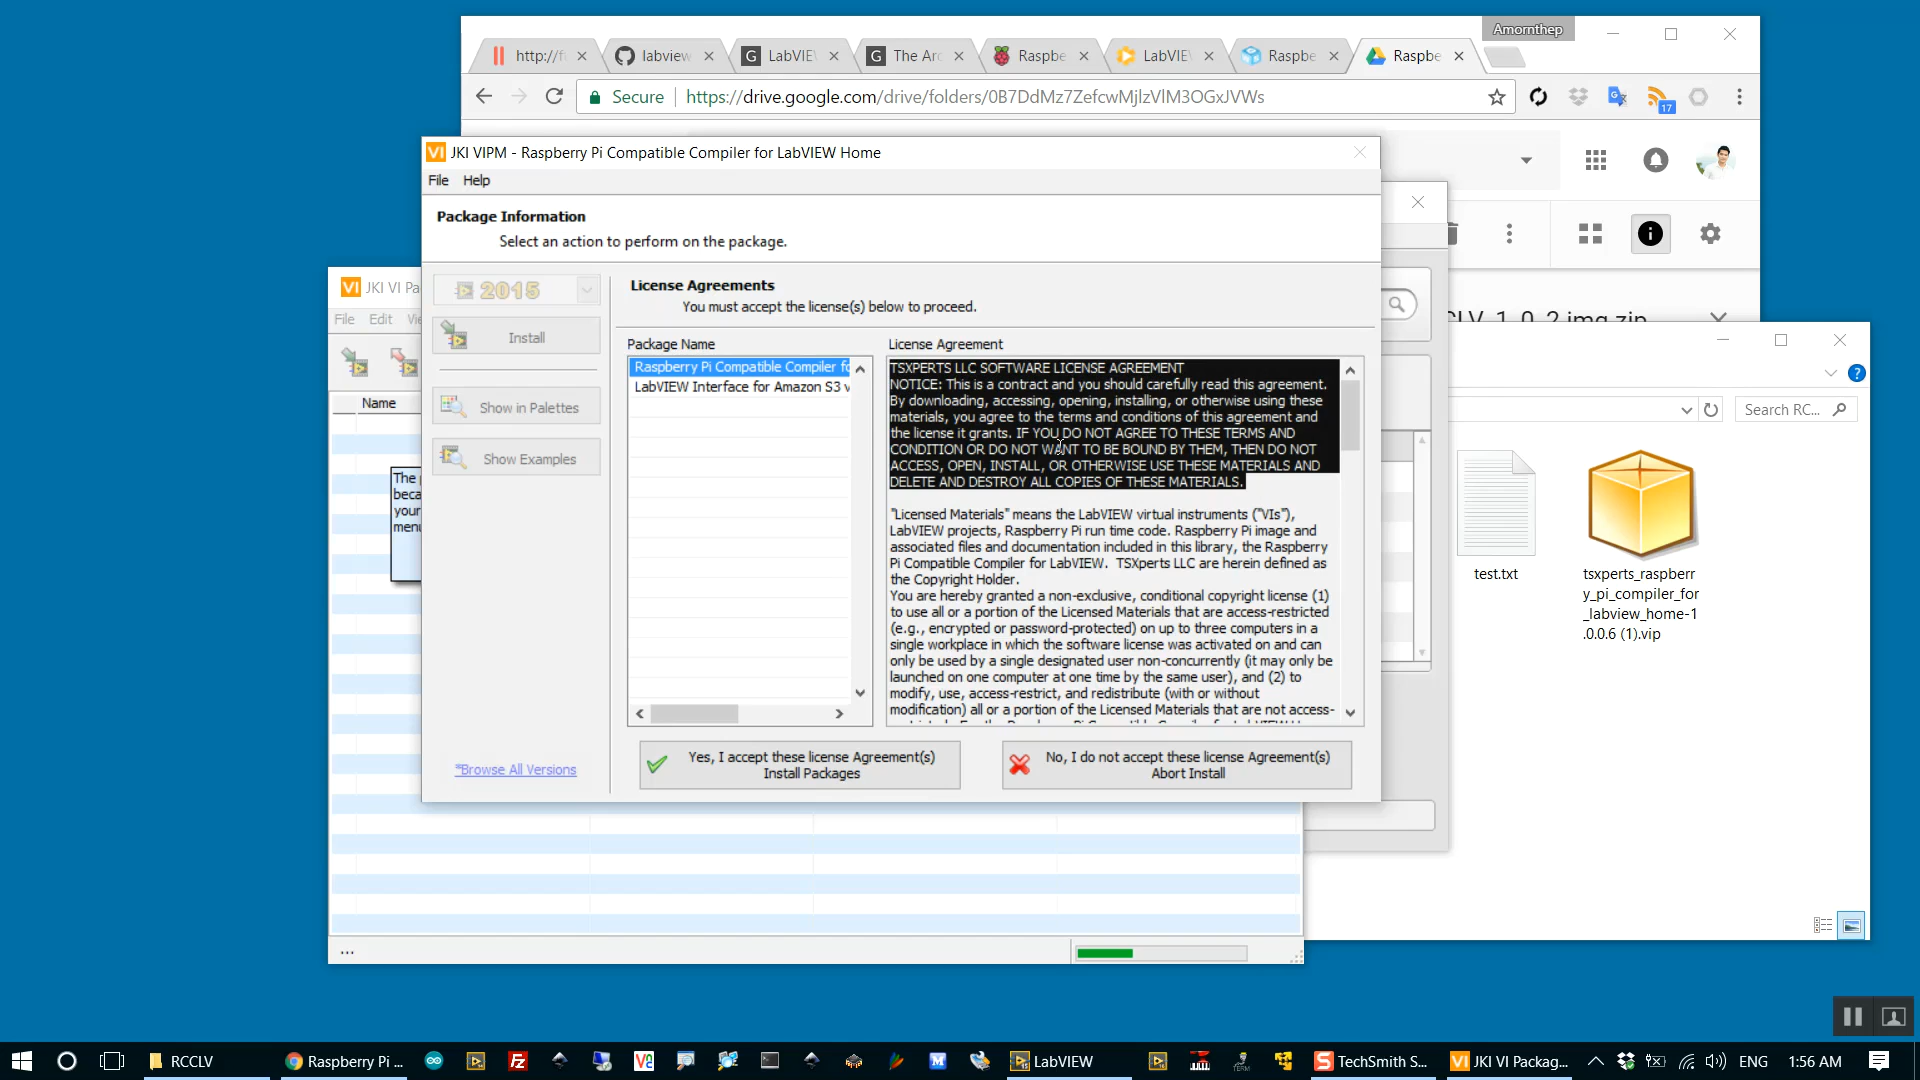 Amornthep
http://f
labview
LabVIE
The Arc
Raspbe
LabVIE
Raspbe
Raspbe
Secure
https://drive.google.com/drive/folders/0B7DdMz7ZefcwMjlzVlM3OGxJVWs
17
JKI VIPM - Raspberry Pi Compatible Compiler for LabVIEW Home
File Help
Package Information
Select an action to perform on the package.
2015
Install
Show in Palettes
Show Examples
*Browse All Versions
License Agreements
You must accept the license(s) below to proceed.
Package Name
Raspberry Pi Compatible Compiler fo
LabVIEW Interface for Amazon S3 v
License Agreement
TSXPERTS LLC SOFTWARE LICENSE AGREEMENT
NOTICE: This is a contract and you should carefully read this agreement.
By downloading, accessing, opening, installing, or otherwise using these
materials, you agree to the terms and conditions of this agreement and
the license it grants. IF YOU DO NOT AGREE TO THESE TERMS AND
CONDITION OR DO NOT WANT TO BE BOUND BY THEM, THEN DO NOT
ACCESS, OPEN, INSTALL, OR OTHERWISE USE THESE MATERIALS AND
DELETE AND DESTROY ALL COPIES OF THESE MATERIALS.
"Licensed Materials" means the LabVIEW virtual instruments ("VIs"),
LabVIEW projects, Raspberry Pi run time code. Raspberry Pi image and
associated files and documentation included in this library, the Raspberry
Pi Compatible Compiler for LabVIEW. TSXperts LLC are herein defined as
the Copyright Holder.
You are hereby granted a non-exclusive, conditional copyright license (1)
to use all or a portion of the Licensed Materials that are access-restricted
(e.g., encrypted or password-protected) on up to three computers in a
single workplace in which the software license was activated on and can
only be used by a single designated user non-concurrently (it may only be
launched on one computer at one time by the same user), and (2) to
modify, use, access-restrict, and redistribute (with or without
modification) all or a portion of the Licensed Materials that are not access-
Yes, I accept these license Agreement(s)
Install Packages
No, I do not accept these license Agreement(s)
Abort Install
JKI VI Pa
File Edit Vi
Name
The
beca
your
menu
...
CLV_1_0_2.img.zip
Search RC...
test.txt
tsxperts_raspberr
y_pi_compiler_for
_labview_home-1
.0.0.6 (1).vip
RCCLV
Raspberry Pi ...
LabVIEW
TechSmith S...
JKI VI Packag...
ENG
1:56 AM